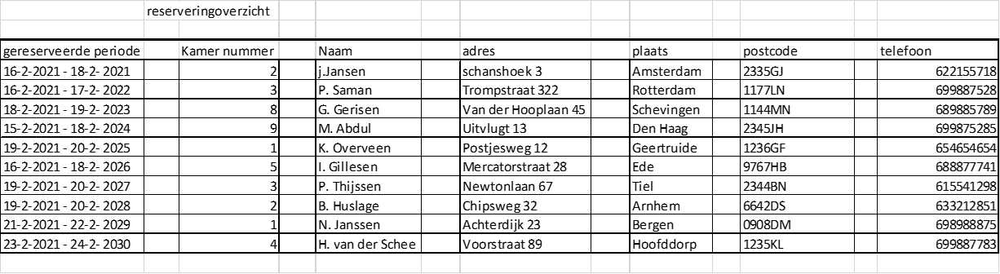 reserveringoverzicht
gereserveerde periode Kamer nummer Naam adres plaats postcode telefoon
16-2-2021 - 18-2- 2021 2 j.Jansen schanshoek 3 Amsterdam 2335GJ 622155718
16-2-2021 - 17-2- 2022 3 P. Saman Trompstraat 322 Rotterdam 1177LN 699887528
18-2-2021 - 19-2- 2023 8 G. Gerisen Van der Hooplaan 45 Schevingen 1144MN 689885789
15-2-2021 - 18-2- 2024 9 M. Abdul Uitvlugt 13 Den Haag 2345JH 699875285
19-2-2021 - 20-2- 2025 1 K. Overveen Postjesweg 12 Geertruide 1236GF 654654654
16-2-2021 - 18-2- 2026 5 I. Gillesen Mercatorstraat 28 Ede 9767HB 688877741
19-2-2021 - 20-2- 2027 3 P. Thijssen Newtonlaan 67 Tiel 2344BN 615541298
19-2-2021 - 20-2- 2028 2 B. Huslage Chipsweg 32 Arnhem 6642DS 633212851
21-2-2021 - 22-2- 2029 1 N. Janssen Achterdijk 23 Bergen 0908DM 698988875
23-2-2021 - 24-2- 2030 4 H. van der Schee Voorstraat 89 Hoofddorp 1235KL 699887783